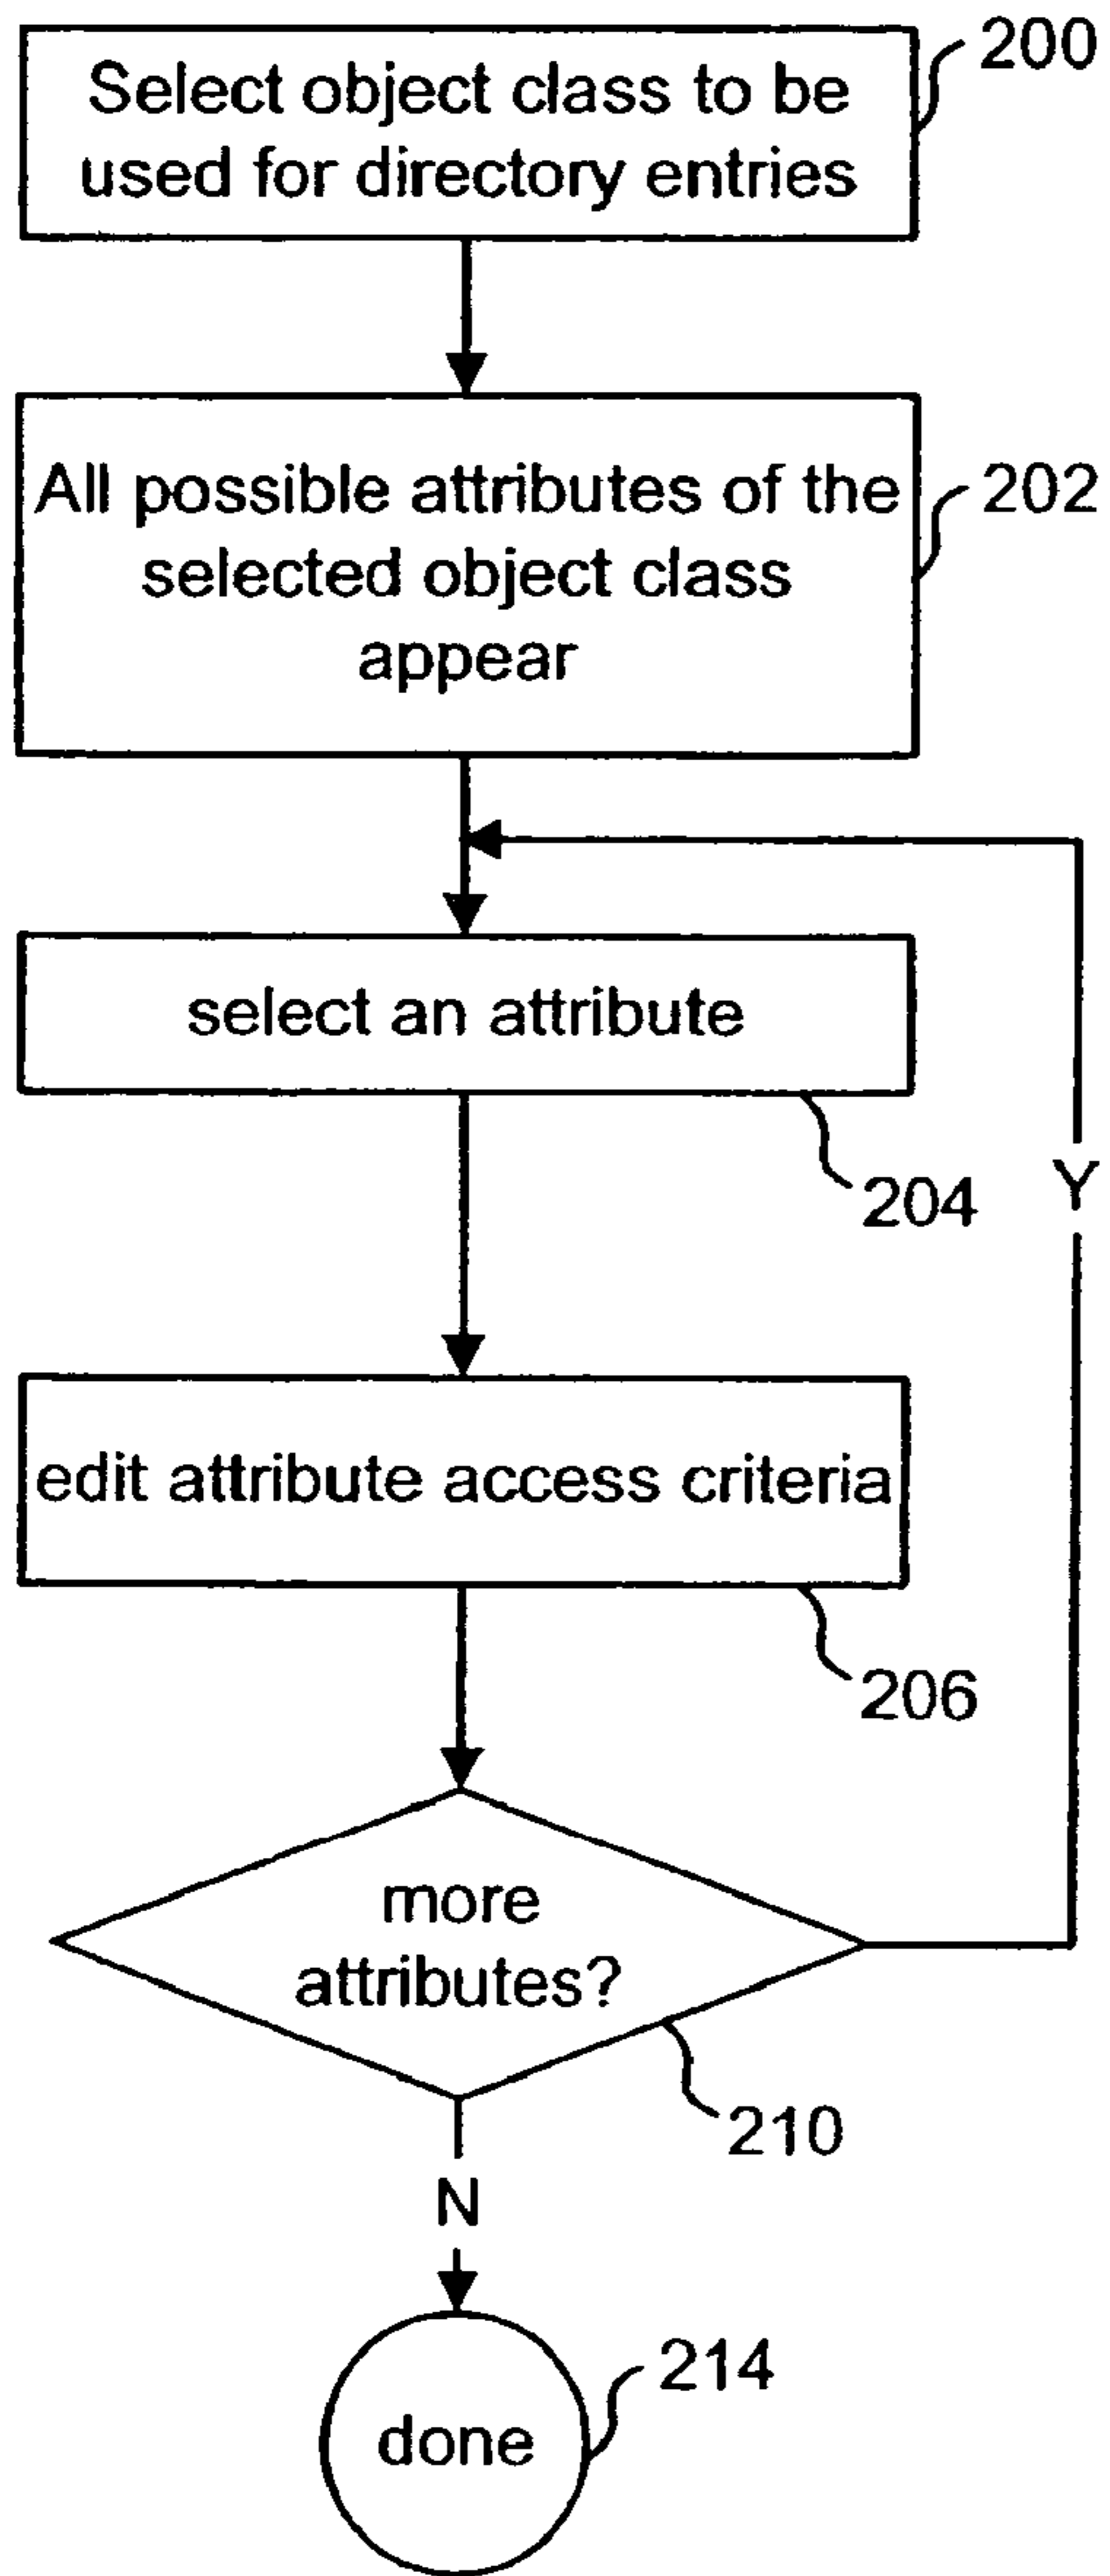 200
Select object class to be
used for directory entries
202
All possible attributes of the
selected object class
appear
select an attribute
204
Y
edit attribute access criteria
206
more
attributes?
210
N
214
done